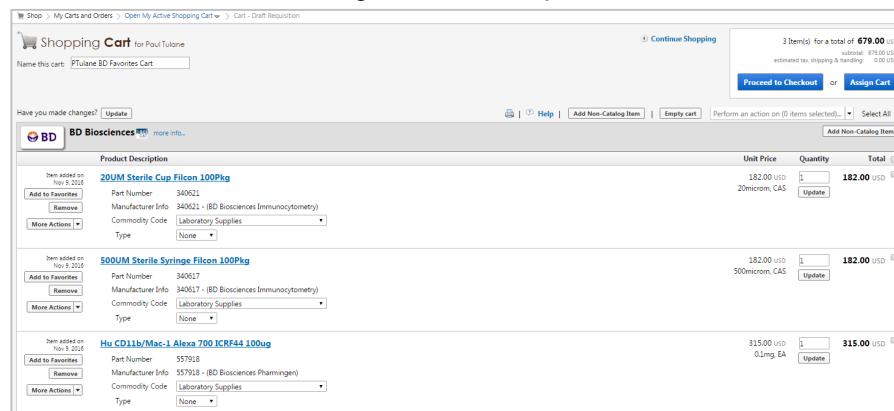 Shop > My Carts and Orders > Open My Active Shopping Cart > Cart - Draft Requisition
Shopping Cart for Paul Tulane
Continue Shopping
3 Item(s) for a total of 679.00 US
subtotal: 679.00 US
estimated tax, shipping & handling: 0.00 US
Name this cart: PTulane BD Favorites Cart
Proceed to Checkout or Assign Cart
Have you made changes? Update
| Help | Add Non-Catalog Item | Empty cart Perform an action on (0 items selected)... Select All
BD BD Biosciences more info... Add Non-Catalog Item
Product Description Unit Price Quantity Total
Item added on
Nov 9, 2016
Add to Favorites
Remove
More Actions
20UM Sterile Cup Filcon 100Pkg
Part Number 340621
Manufacturer Info 340621 - (BD Biosciences Immunocytometry)
Commodity Code Laboratory Supplies
Type None
182.00 USD 1 182.00 USD
20microm, CAS Update
Item added on
Nov 9, 2016
Add to Favorites
Remove
More Actions
500UM Sterile Syringe Filcon 100Pkg
Part Number 340617
Manufacturer Info 340617 - (BD Biosciences Immunocytometry)
Commodity Code Laboratory Supplies
Type None
182.00 USD 1 182.00 USD
500microm, CAS Update
Item added on
Nov 9, 2016
Add to Favorites
Remove
More Actions
Hu CD11b/Mac-1 Alexa 700 ICRF44 100ug
Part Number 557918
Manufacturer Info 557918 - (BD Biosciences Pharmingen)
Commodity Code Laboratory Supplies
Type None
315.00 USD 1 315.00 USD
0.1mg, EA Update